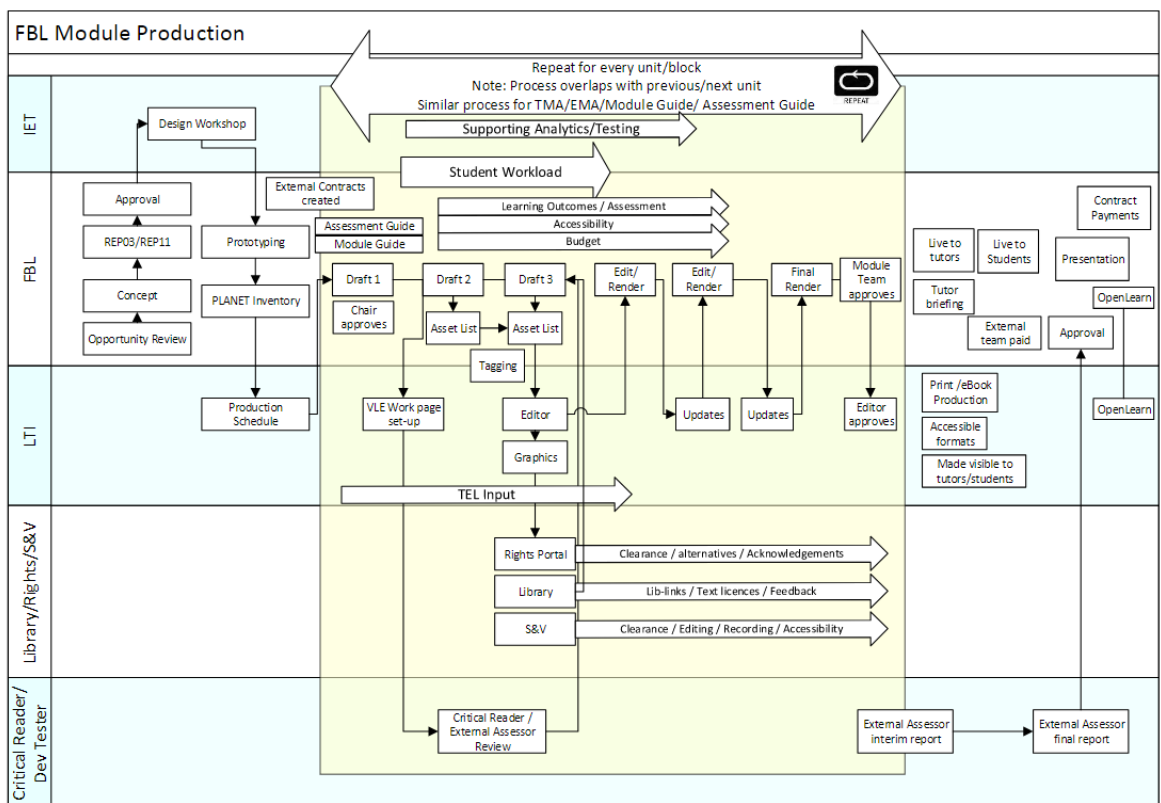 FBL Module Production
Repeat for every unit/block
Note: Process overlaps with previous/next unit
Similar process for TMA/EMA/Module Guide/ Assessment Guide
REPEAT
IET
Design Workshop
Supporting Analytics/Testing
Student Workload
FBL
External Contracts
created
Approval
Assessment Guide
Module Guide
Learning Outcomes / Assessment
Accessibility
Budget
Contract
Payments
REP03/REP11
Prototyping
Live to
tutors
Live to
Students
Presentation
Concept
PLANET Inventory
Draft 1
Draft 2
Draft 3
Edit/
Render
Edit/
Render
Final
Render
Module
Team
approves
Tutor
briefing
OpenLearn
Opportunity Review
Chair
approves
Asset List
Asset List
External
team paid
Approval
Tagging
LTI
Production
Schedule
VLE Work page
set-up
Editor
Updates
Updates
Editor
approves
Print /eBook
Production
OpenLearn
Accessible
formats
Graphics
Made visible to
tutors/students
TEL Input
Library/Rights/S&V
Rights Portal
Clearance / alternatives / Acknowledgements
Library
Lib-links / Text licences / Feedback
S&V
Clearance / Editing / Recording / Accessibility
Critical Reader/
Dev Tester
Critical Reader /
External Assessor
Review
External Assessor
interim report
External Assessor
final report